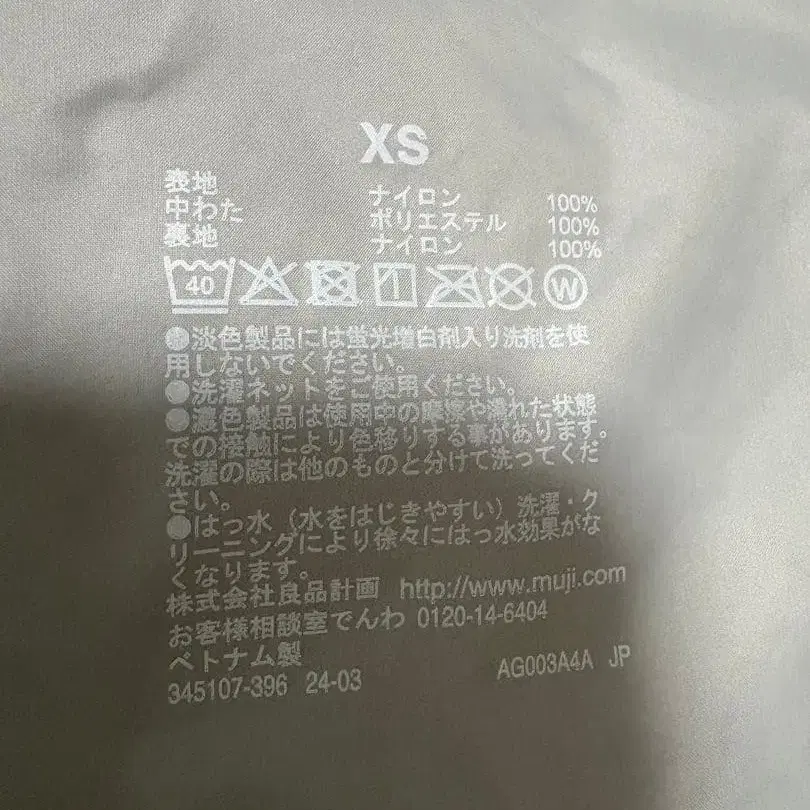 XS
表地 ナイロン 100%
中わた ポリエステル 100%
裏地 ナイロン 100%
40 W
●淡色製品には蛍光増白剤入り洗剤を使
用しないでください。
●洗濯ネットをご使用ください。
●濃色製品は使用中の摩擦や濡れた状態
での接触により色移りする事があります。
洗濯の際は他のものと分けて洗ってくだ
さい。
●はっ水（水をはじきやすい）洗濯・ク
リーニングにより徐々にはっ水効果がな
くなります。
株式会社良品計画 http://www.muji.com
お客様相談室でんわ 0120-14-6404
ベトナム製
345107-396 24-03 AG003A4A JP